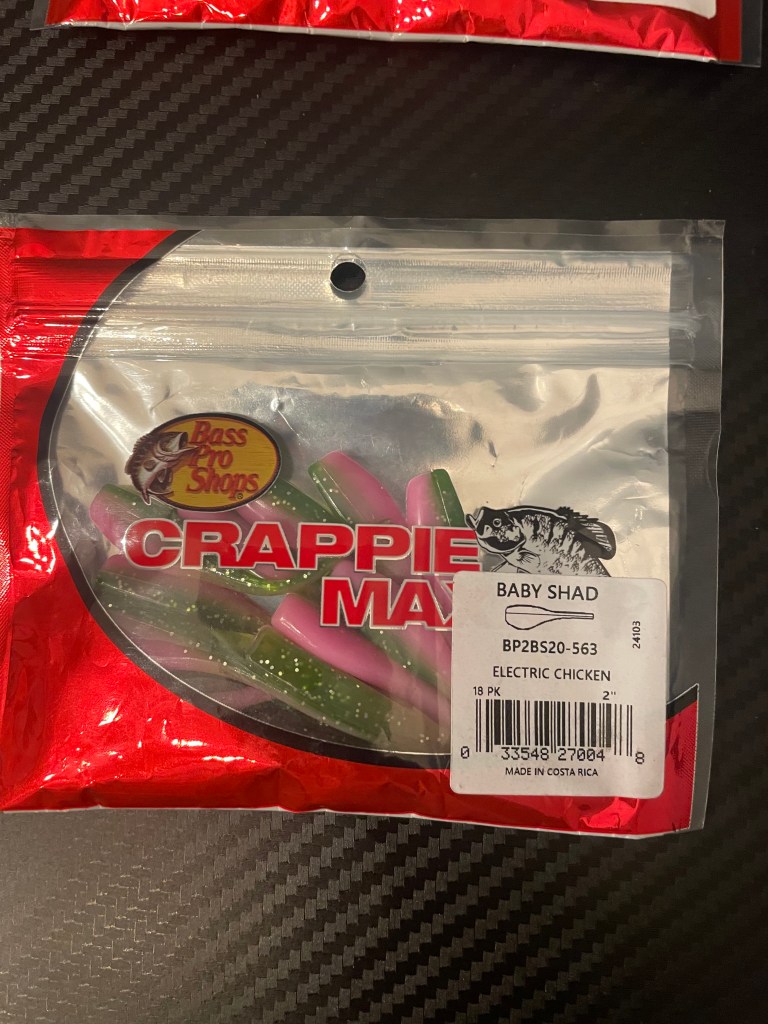 Bass
Pro
Shops
CRAPPIE
MAX
BABY SHAD
24103
BP2BS20-563
ELECTRIC CHICKEN
18 PK 2"
0 33548 27004 8
MADE IN COSTA RICA